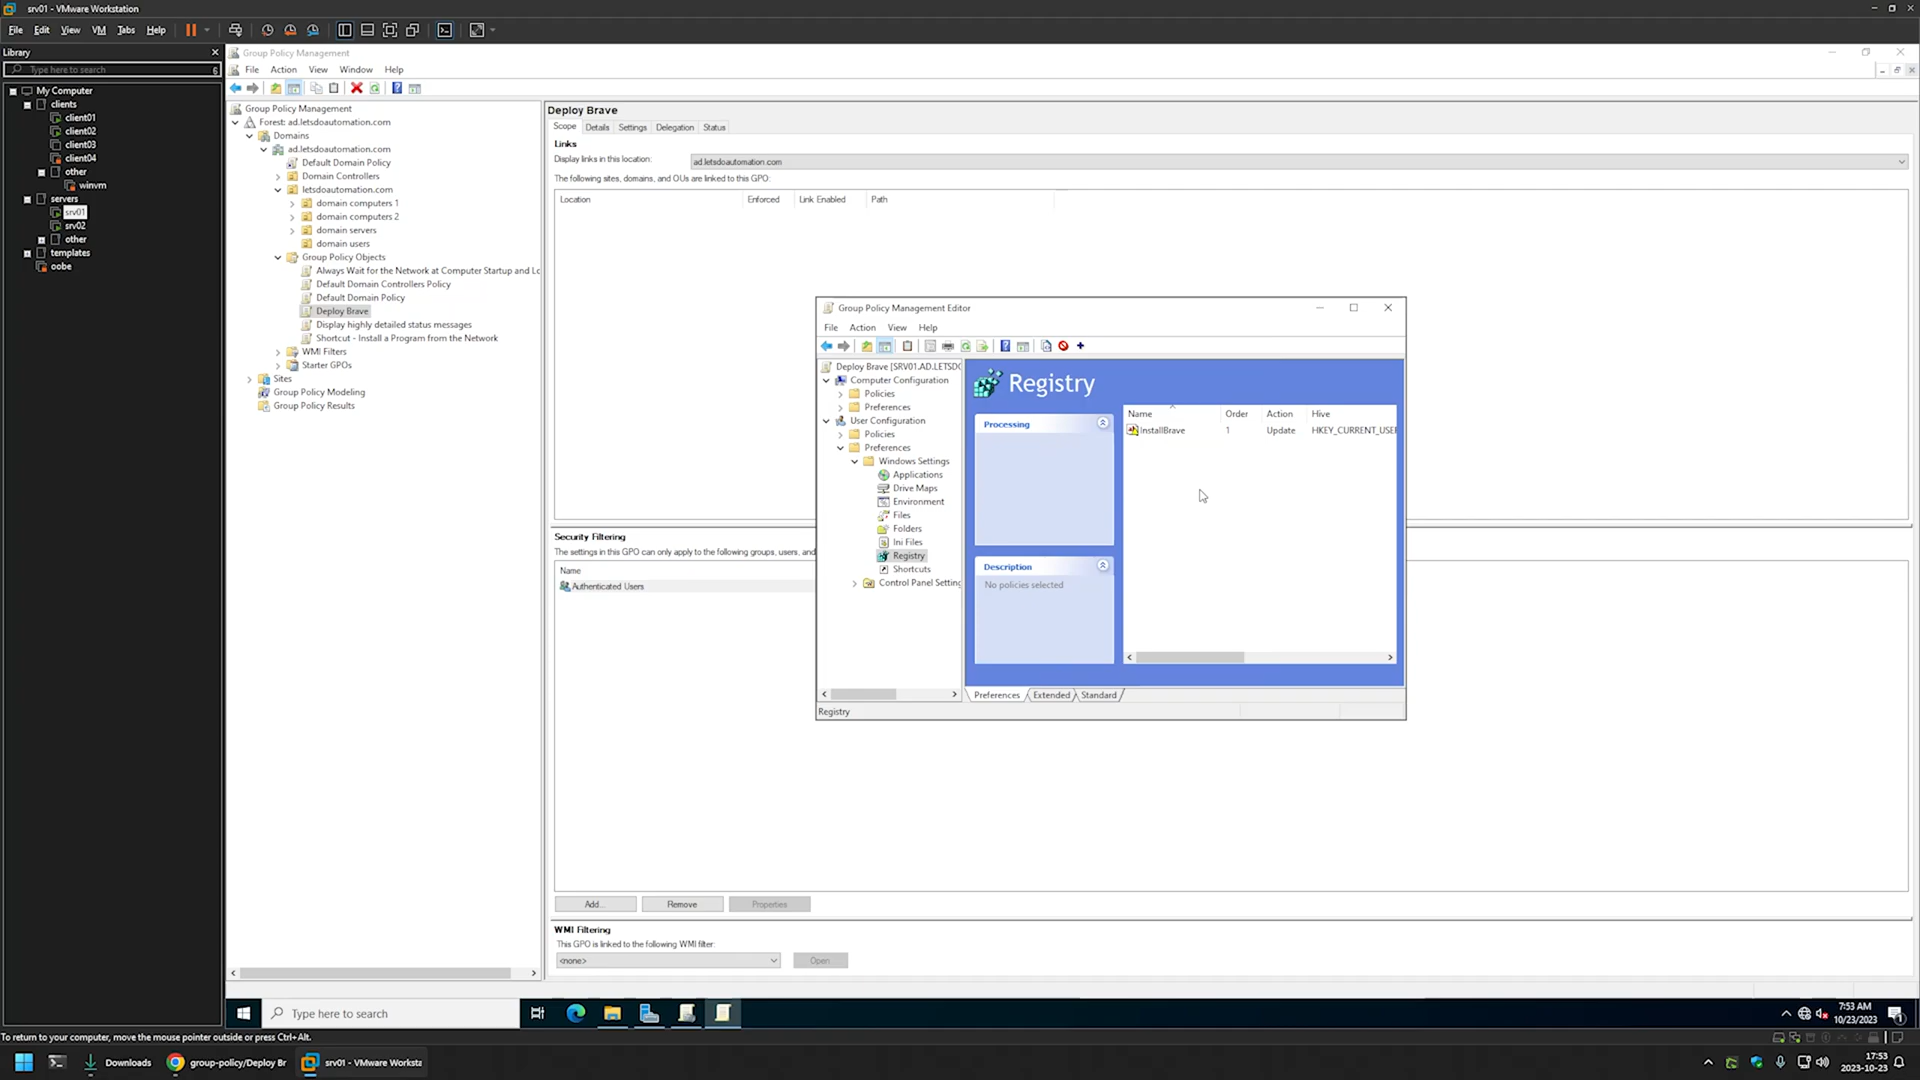 srv01 - VMware Workstation
File Edit View VM Tabs Help
Library
Type here to search
My Computer
clients
client01
client02
client03
client04
other
winvm
servers
srv01
srv02
other
templates
oobe
Group Policy Management
File Action View Window Help
Group Policy Management
Forest: ad.letsdoautomation.com
Domains
ad.letsdoautomation.com
Default Domain Policy
Domain Controllers
letsdoautomation.com
domain computers 1
domain computers 2
domain servers
domain users
Group Policy Objects
Always Wait for the Network at Computer Startup and Lo
Default Domain Controllers Policy
Default Domain Policy
Deploy Brave
Display highly detailed status messages
Shortcut - Install a Program from the Network
WMI Filters
Starter GPOs
Sites
Group Policy Modeling
Group Policy Results
Deploy Brave
Scope Details Settings Delegation Status
Links
Display links in this location: ad.letsdoautomation.com
The following sites, domains, and OUs are linked to this GPO:
Location Enforced Link Enabled Path
Security Filtering
The settings in this GPO can only apply to the following groups, users, and
Name
Authenticated Users
Add... Remove Properties
WMI Filtering
This GPO is linked to the following WMI filter:
<none> Open
Group Policy Management Editor
File Action View Help
Deploy Brave [SRV01.AD.LETSDO
Computer Configuration
Policies
Preferences
User Configuration
Policies
Preferences
Windows Settings
Applications
Drive Maps
Environment
Files
Folders
Ini Files
Registry
Shortcuts
Control Panel Setting
Registry
Processing
Description
No policies selected
Name Order Action Hive
InstallBrave 1 Update HKEY_CURRENT_USER
Preferences Extended Standard
Registry
Type here to search
7:53 AM
10/23/2023
To return to your computer, move the mouse pointer outside or press Ctrl+Alt.
Downloads group-policy/Deploy Br srv01 - VMware Worksta
17:53
2023-10-23